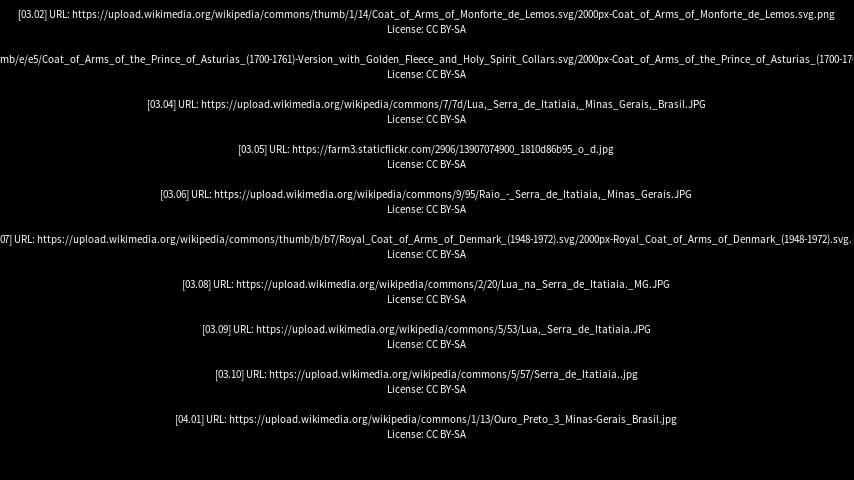 [03.02] URL: https://upload.wikimedia.org/wikipedia/commons/thumb/1/14/Coat_of_Arms_of_Monforte_de_Lemos.svg/2000px-Coat_of_Arms_of_Monforte_de_Lemos.svg.png
License: CC BY-SA
mb/e/e5/Coat_of_Arms_of_the_Prince_of_Asturias_(1700-1761)-Version_with_Golden_Fleece_and_Holy_Spirit_Collars.svg/2000px-Coat_of_Arms_of_the_Prince_of_Asturias_(1700-17
License: CC BY-SA
[03.04] URL: https://upload.wikimedia.org/wikipedia/commons/7/7d/Lua,_Serra_de_Itatiaia,_Minas_Gerais,_Brasil.JPG
License: CC BY-SA
[03.05] URL: https://farm3.staticflickr.com/2906/13907074900_1810d86b95_o_d.jpg
License: CC BY-SA
[03.06] URL: https://upload.wikimedia.org/wikipedia/commons/9/95/Raio_-_Serra_de_Itatiaia,_Minas_Gerais.JPG
License: CC BY-SA
07] URL: https://upload.wikimedia.org/wikipedia/commons/thumb/b/b7/Royal_Coat_of_Arms_of_Denmark_(1948-1972).svg/2000px-Royal_Coat_of_Arms_of_Denmark_(1948-1972).svg.
License: CC BY-SA
[03.08] URL: https://upload.wikimedia.org/wikipedia/commons/2/20/Lua_na_Serra_de_Itatiaia._MG.JPG
License: CC BY-SA
[03.09] URL: https://upload.wikimedia.org/wikipedia/commons/5/53/Lua,_Serra_de_Itatiaia.JPG
License: CC BY-SA
[03.10] URL: https://upload.wikimedia.org/wikipedia/commons/5/57/Serra_de_Itatiaia..jpg
License: CC BY-SA
[04.01] URL: https://upload.wikimedia.org/wikipedia/commons/1/13/Ouro_Preto_3_Minas-Gerais_Brasil.jpg
License: CC BY-SA